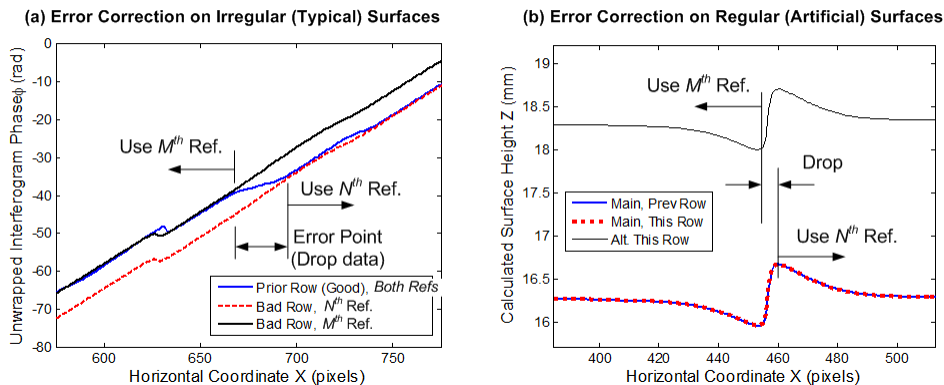 (a) Error Correction on Irregular (Typical) Surfaces
Unwrapped Interferogram Phaseϕ (rad)
0
-10
-20
-30
-40
-50
-60
-70
-80
Use Mth Ref.
Use Nth Ref.
Error Point
(Drop data)
Prior Row (Good), Both Refs
Bad Row, Nth Ref.
Bad Row, Mth Ref.
600
650
700
750
Horizontal Coordinate X (pixels)
(b) Error Correction on Regular (Artificial) Surfaces
Calculated Surface Height Z (mm)
19
18.5
18
17.5
17
16.5
16
Use Mth Ref.
Drop
Main, Prev Row
Main, This Row
Alt. This Row
Use Nth Ref.
400
420
440
460
480
500
Horizontal Coordinate X (pixels)